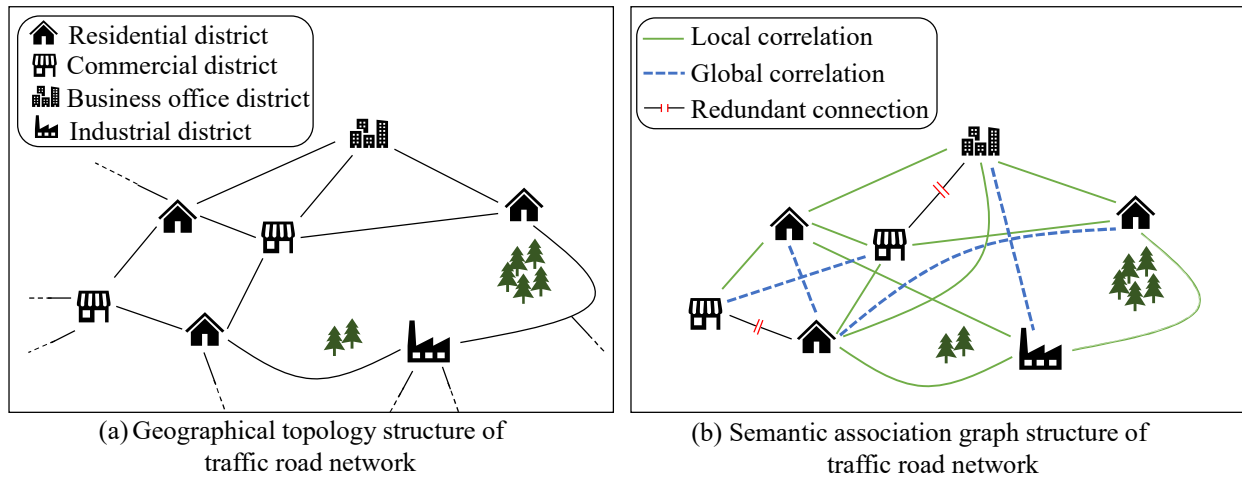 Residential district
Commercial district
Business office district
Industrial district
Local correlation
Global correlation
Redundant connection
(a) Geographical topology structure of
traffic road network
(b) Semantic association graph structure of
traffic road network